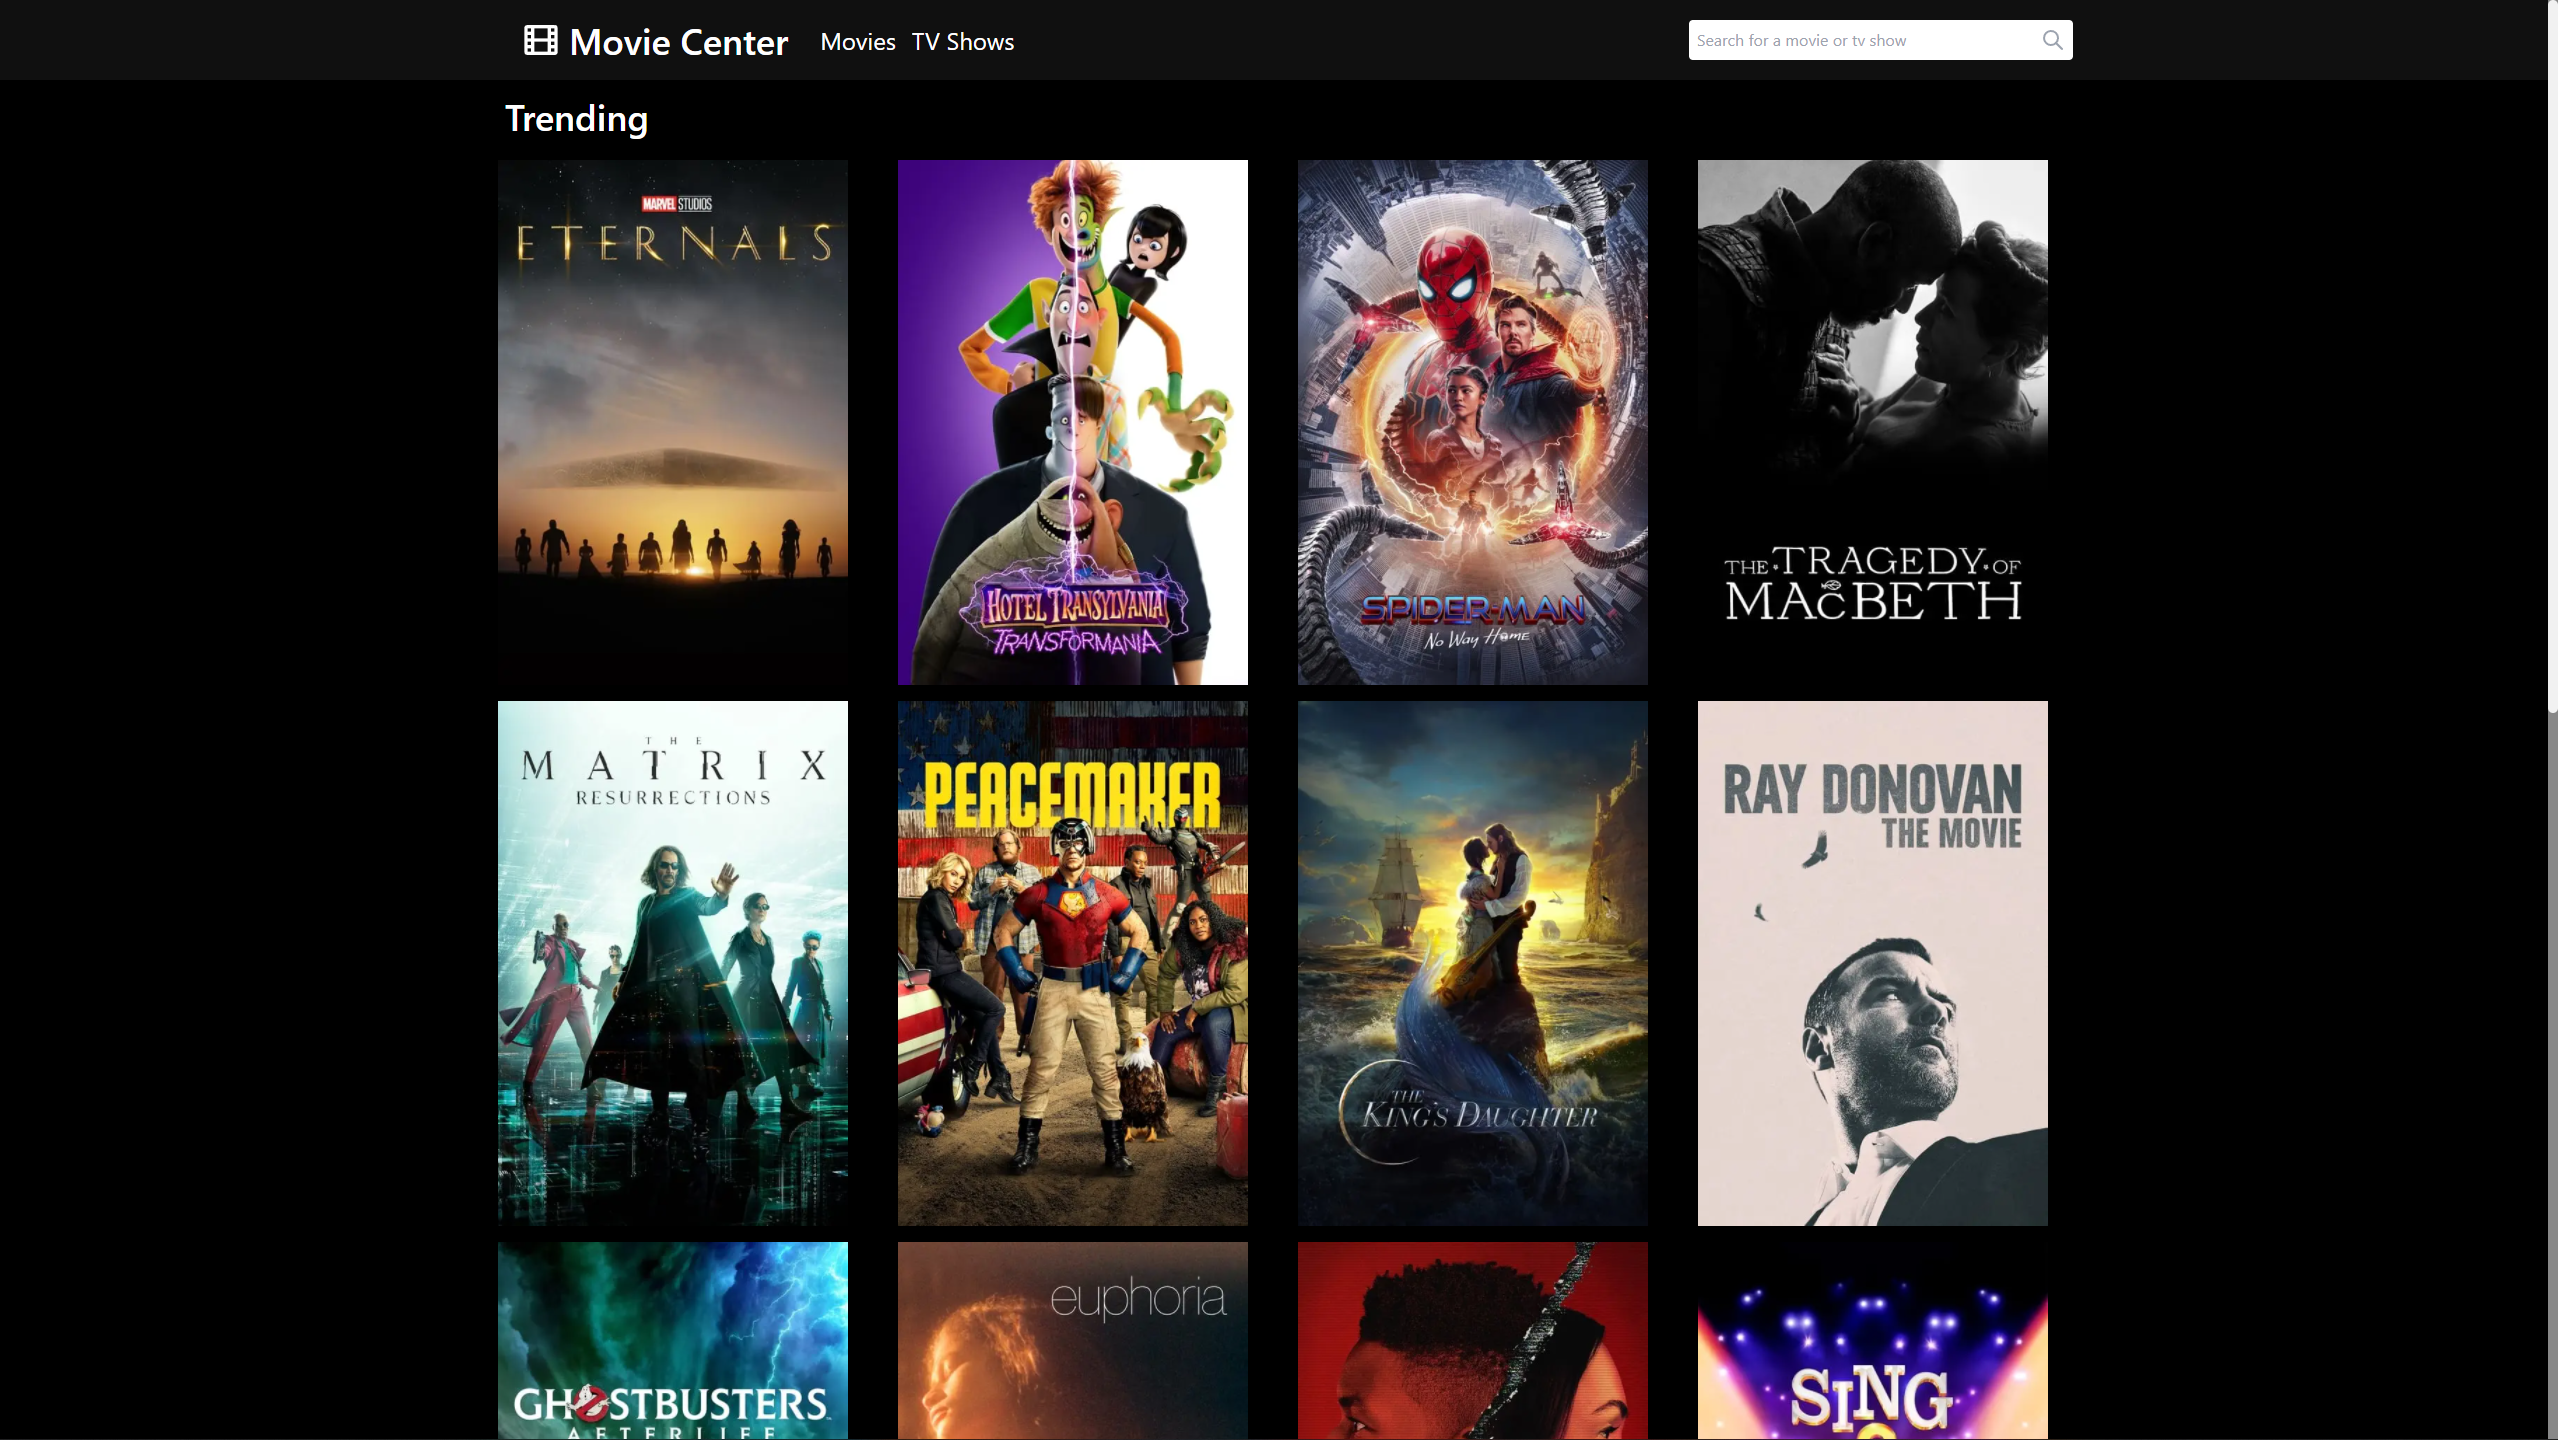 Movie Center
Movies
TV Shows
Search for a movie or tv show
Trending
MARVEL STUDIOS
ETERNALS
HOTEL TRANSYLVANIA
TRANSFORMANIA
SPIDER-MAN
No Way Home
THE • TRAGEDY • OF
MACBETH
THE
MATRIX
RESURRECTIONS
PEACEMAKER
THE
KING'S DAUGHTER
RAY DONOVAN
THE MOVIE
GHOSTBUSTERS
AFTERLIFE
euphoria
SING
2